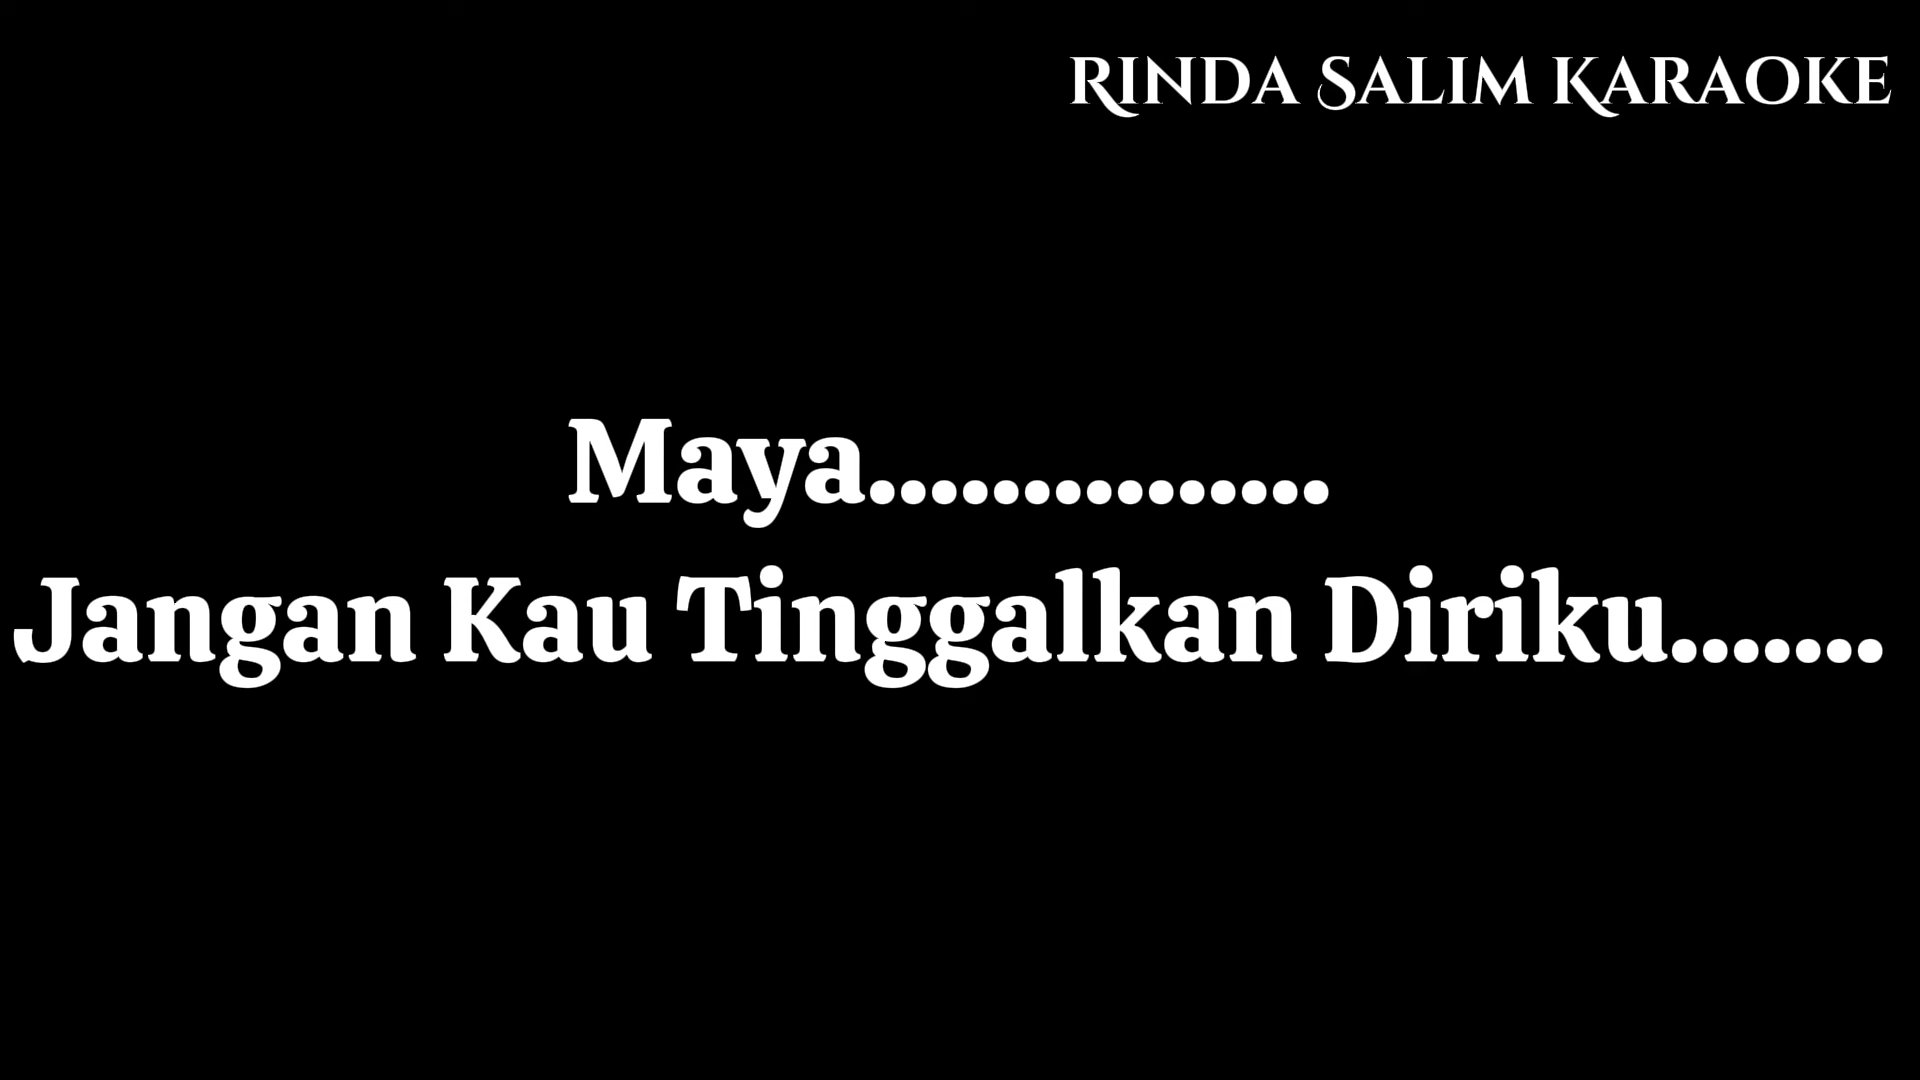 RINDA SALIM KARAOKE
Maya...............
Jangan Kau Tinggalkan Diriku.......